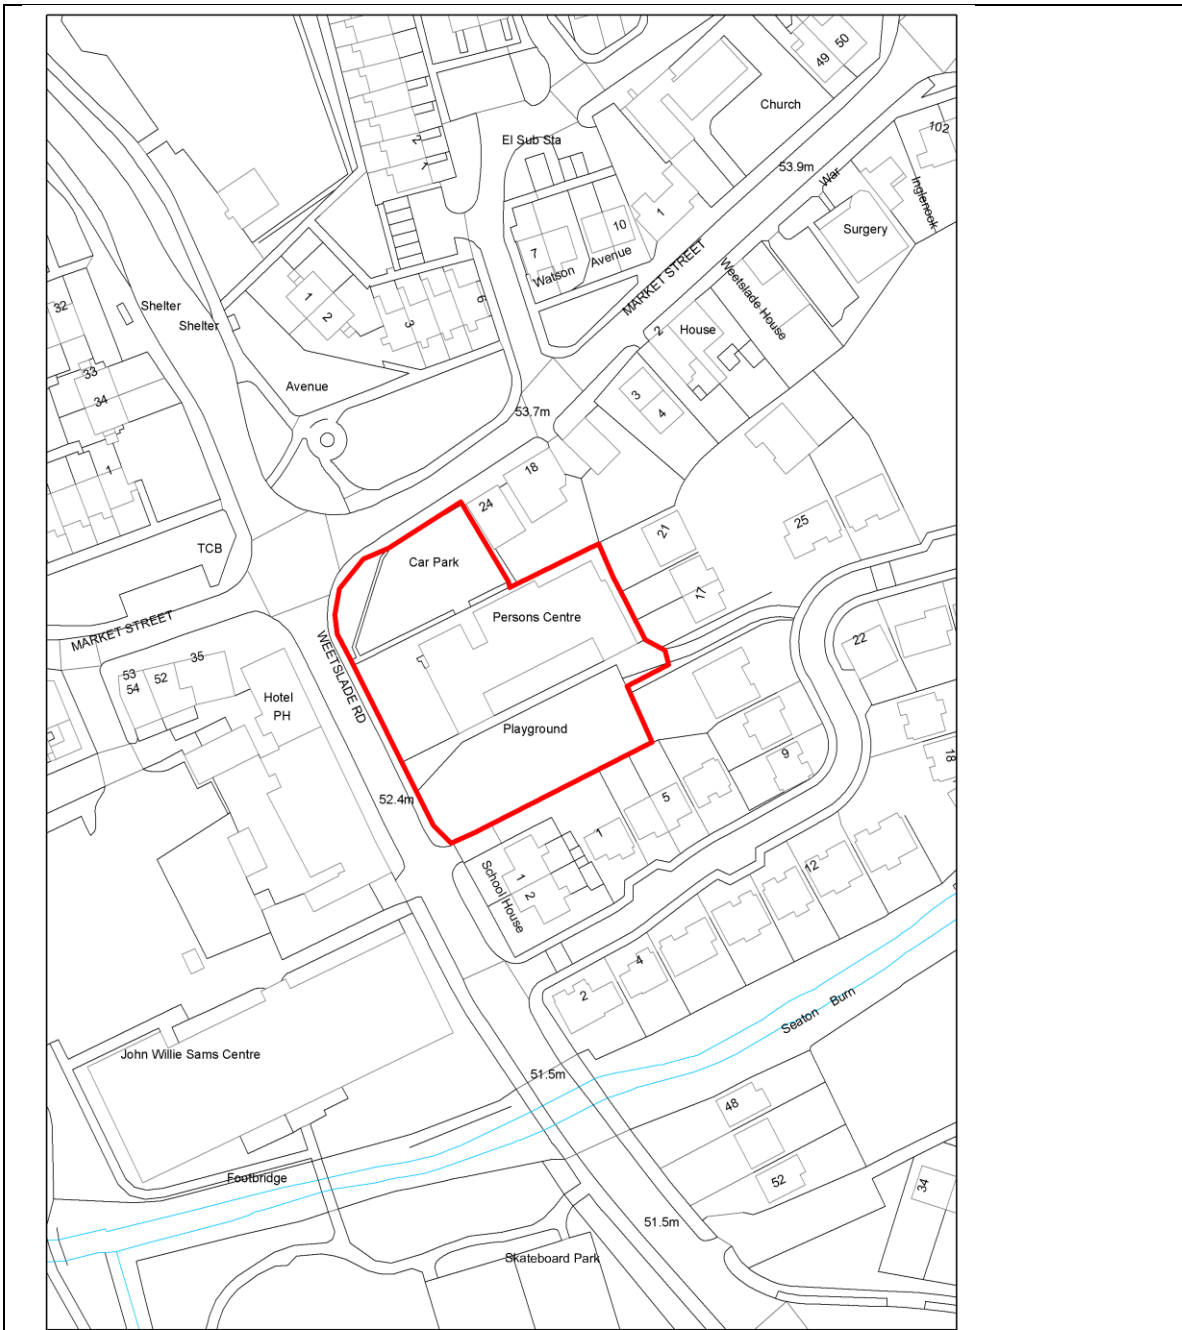 50
49
Church
102
El Sub Sta
2
1
53.9m
War
Inglenook
1
10
Surgery
7
Watson Avenue
MARKET STREET
Weetslade House
32
Shelter
Shelter
1
2
3
6
2
House
33
34
Avenue
3
4
53.7m
1
18
24
21
25
TCB
Car Park
17
Persons Centre
MARKET STREET
WEETSLADE RD
22
53
54
52
35
Hotel
PH
Playground
9
18
52.4m
5
1
School House
1
2
12
4
2
Seaton Burn
John Willie Sams Centre
51.5m
48
Footbridge
52
34
51.5m
Skateboard Park